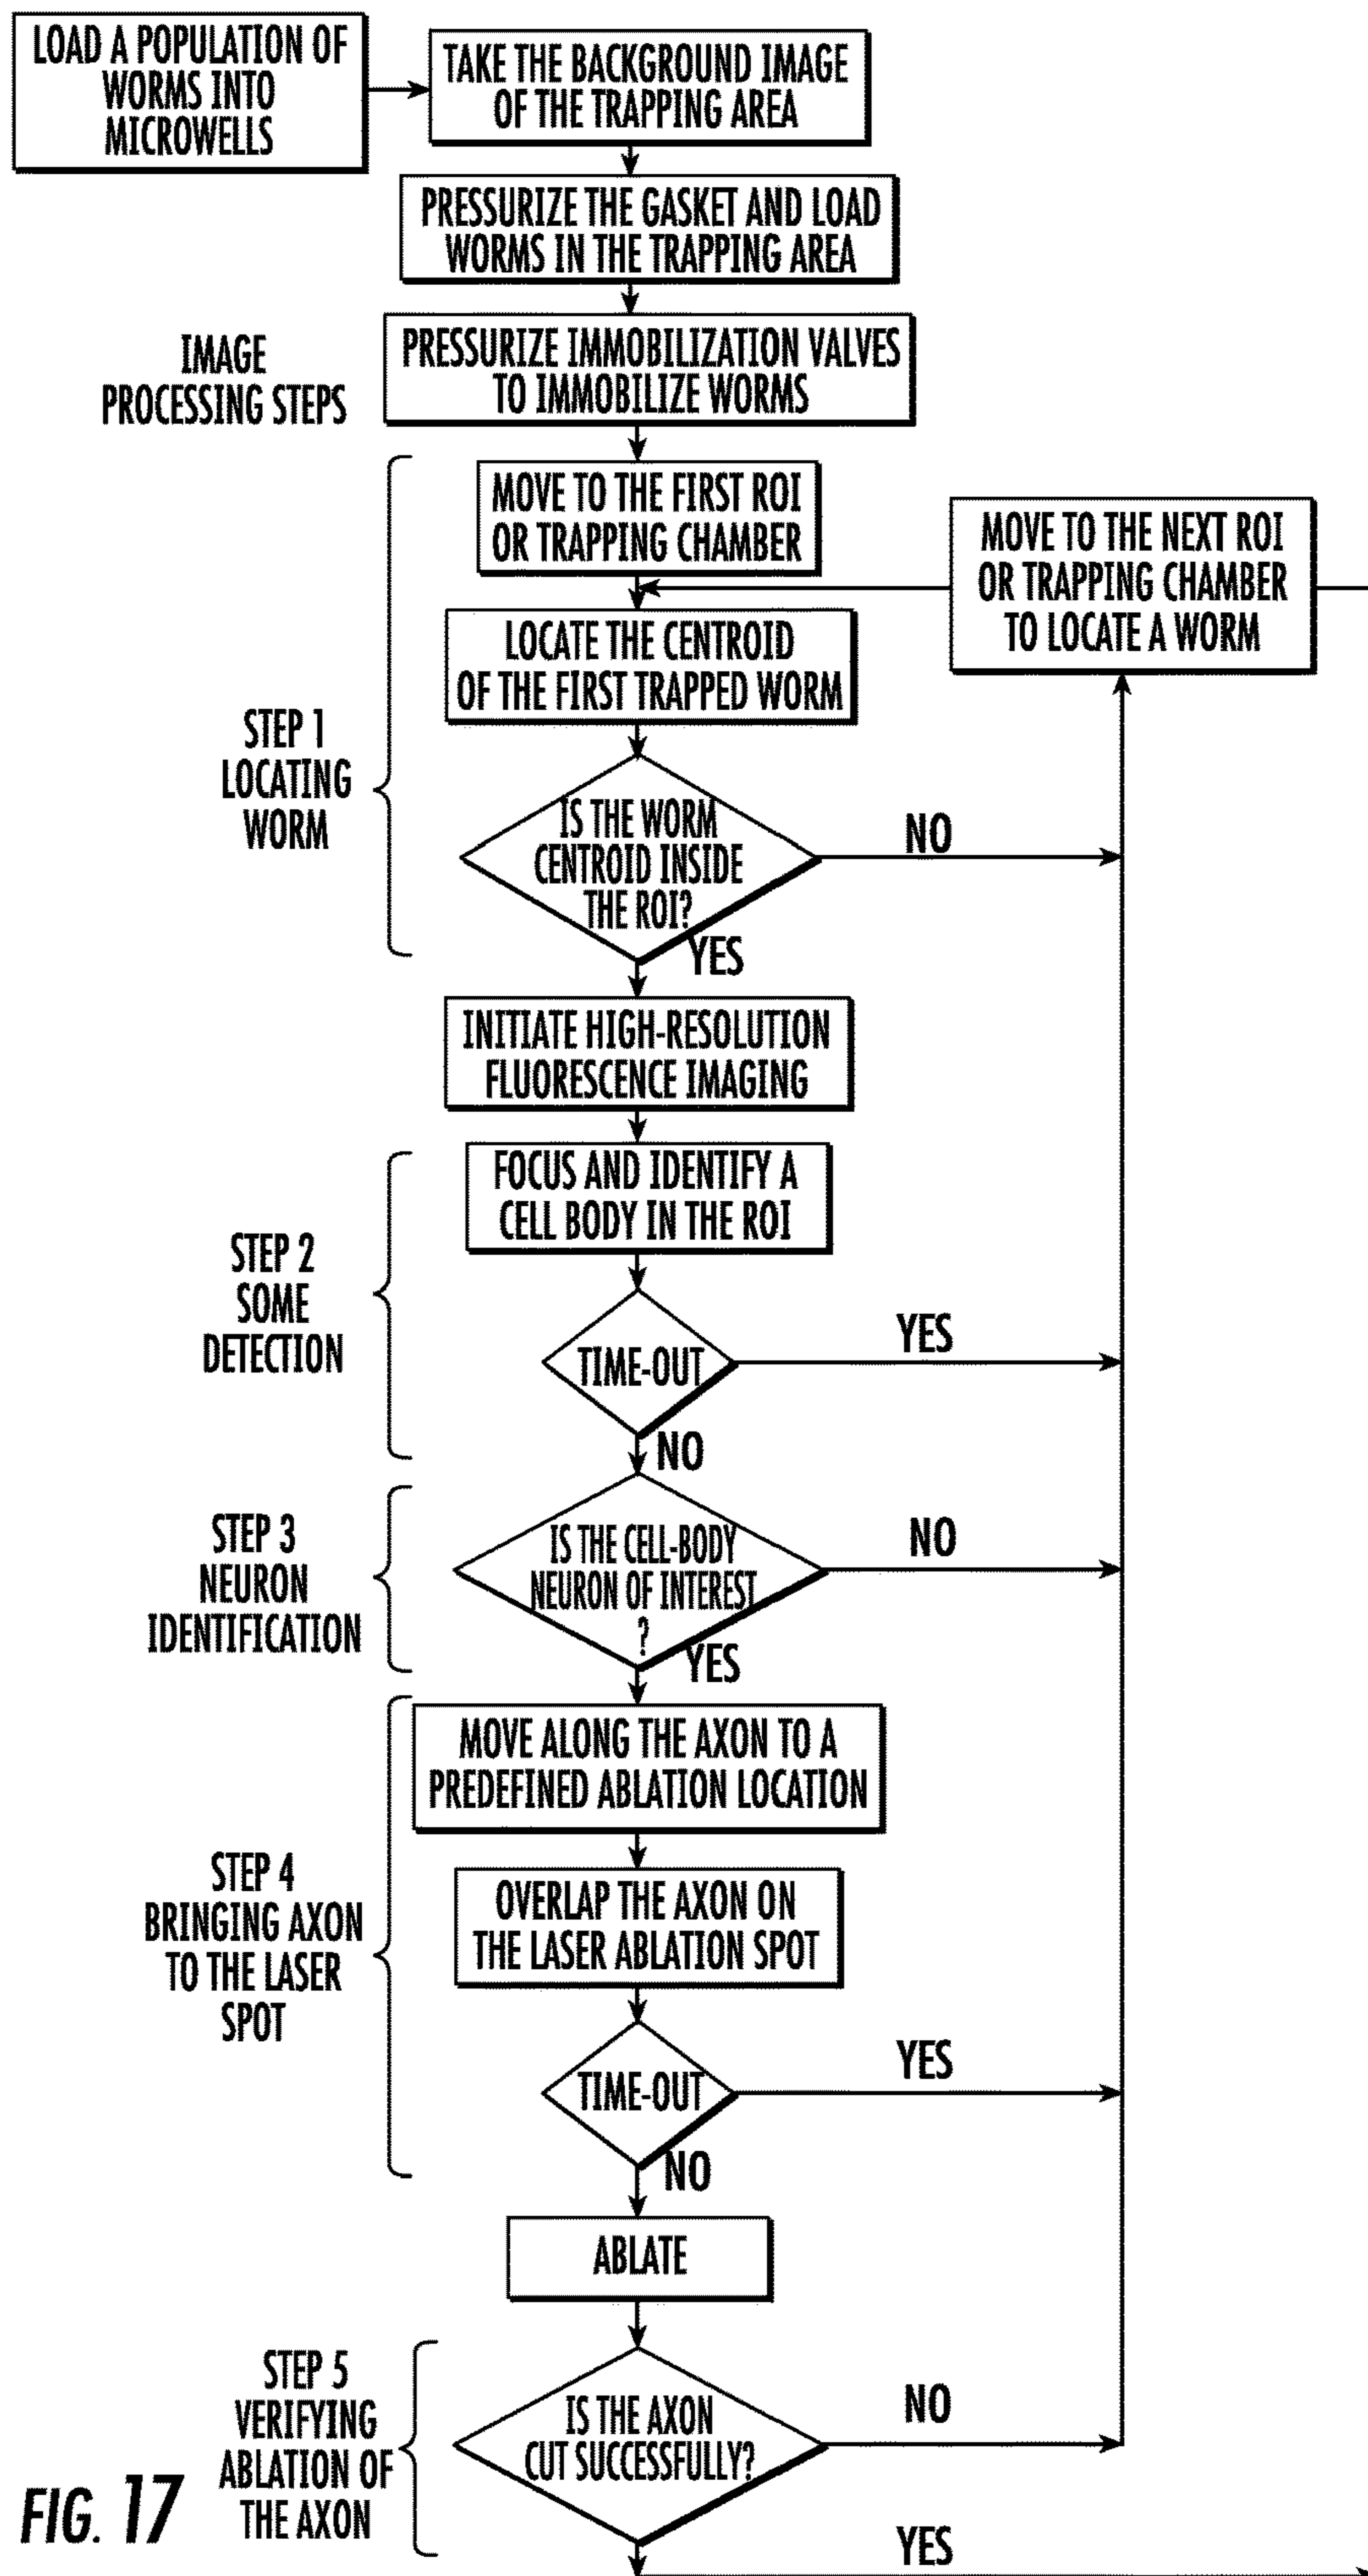 LOAD A POPULATION OF
WORMS INTO
MICROWELLS
TAKE THE BACKGROUND IMAGE
OF THE TRAPPING AREA
PRESSURIZE THE GASKET AND LOAD
WORMS IN THE TRAPPING AREA
PRESSURIZE IMMOBILIZATION VALVES
TO IMMOBILIZE WORMS
IMAGE
PROCESSING STEPS
MOVE TO THE FIRST ROI
OR TRAPPING CHAMBER
MOVE TO THE NEXT ROI
OR TRAPPING CHAMBER
TO LOCATE A WORM
LOCATE THE CENTROID
OF THE FIRST TRAPPED WORM
STEP 1
LOCATING
WORM
IS THE WORM
CENTROID INSIDE
THE ROI?
NO
YES
INITIATE HIGH-RESOLUTION
FLUORESCENCE IMAGING
FOCUS AND IDENTIFY A
CELL BODY IN THE ROI
STEP 2
SOME
DETECTION
TIME-OUT
YES
NO
STEP 3
NEURON
IDENTIFICATION
IS THE CELL-BODY
NEURON OF INTEREST
?
NO
YES
MOVE ALONG THE AXON TO A
PREDEFINED ABLATION LOCATION
STEP 4
BRINGING AXON
TO THE LASER
SPOT
OVERLAP THE AXON ON
THE LASER ABLATION SPOT
TIME-OUT
YES
NO
ABLATE
STEP 5
VERIFYING
ABLATION OF
THE AXON
IS THE AXON
CUT SUCCESSFULLY?
NO
YES
FIG. 17